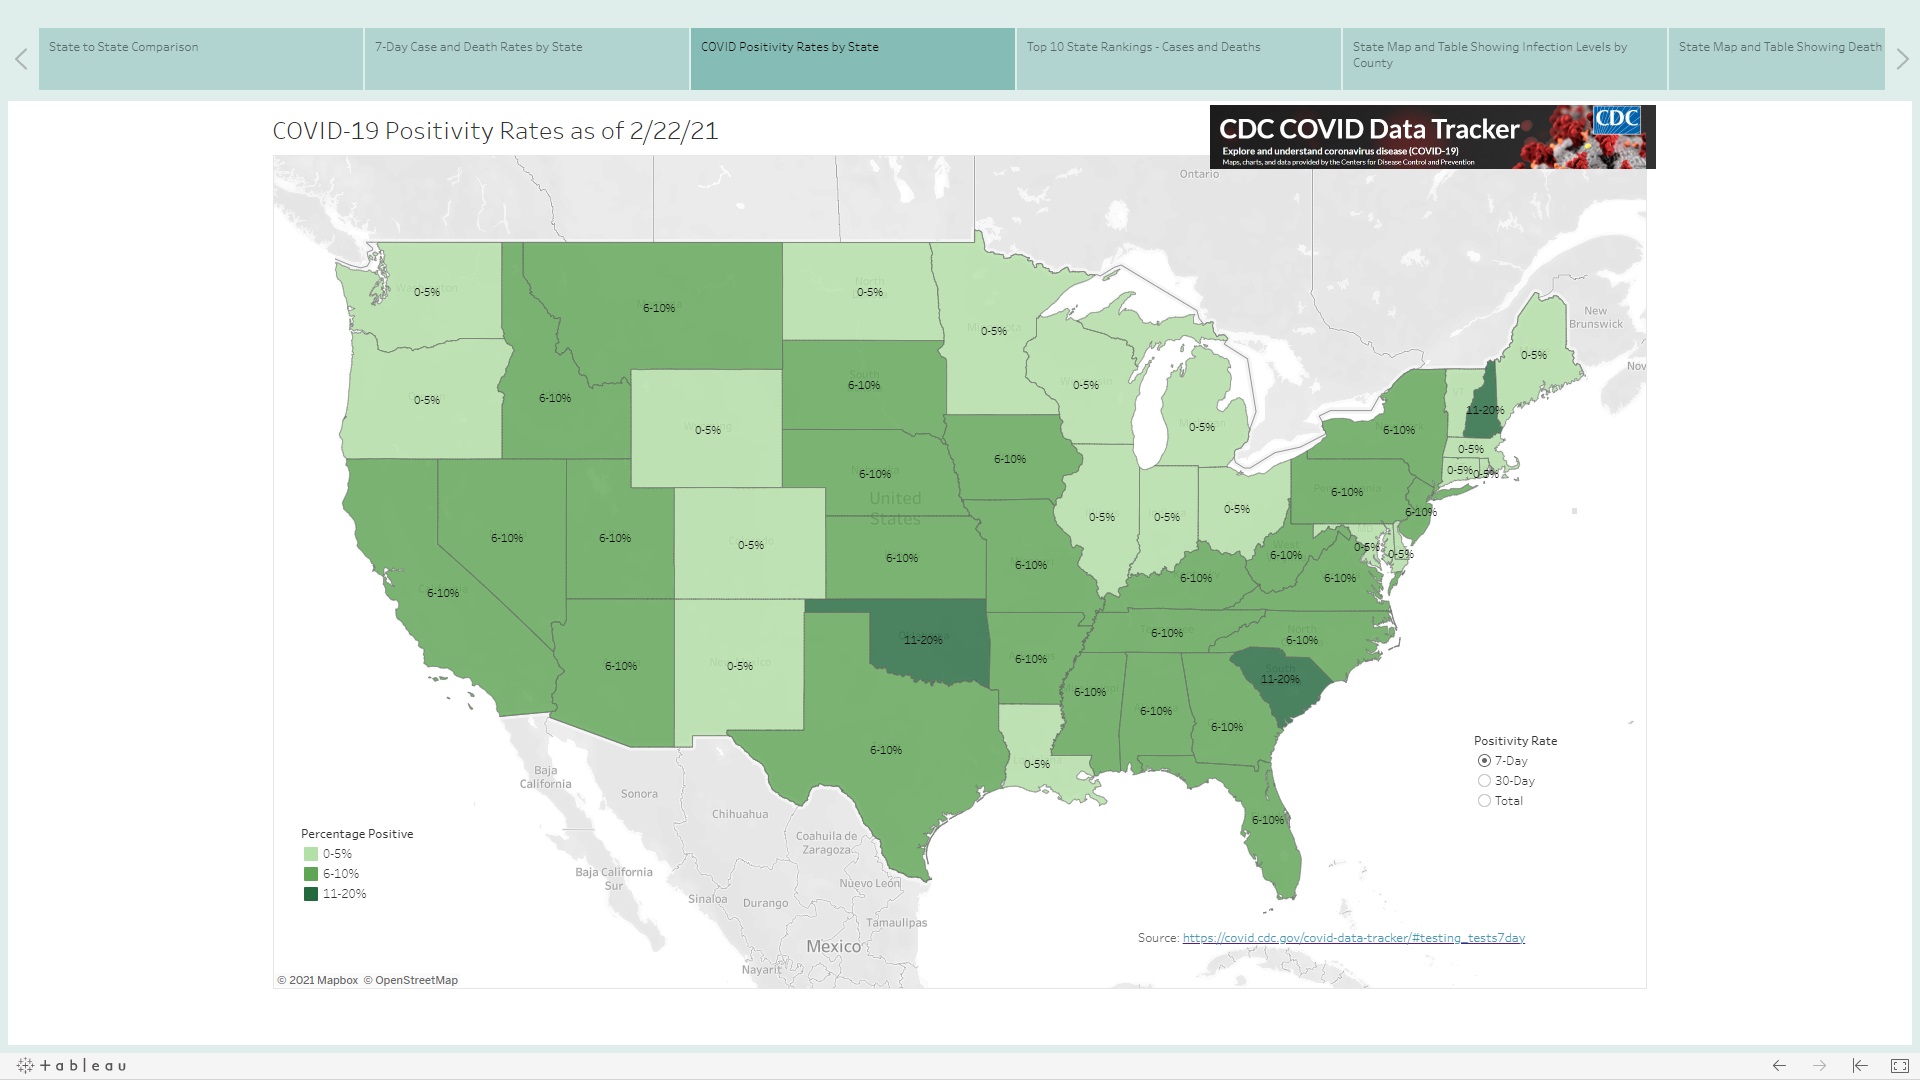 State to State Comparison
7-Day Case and Death Rates by State
COVID Positivity Rates by State
Top 10 State Rankings - Cases and Deaths
State Map and Table Showing Infection Levels by
County
State Map and Table Showing Death
COVID-19 Positivity Rates as of 2/22/21
CDC COVID Data Tracker
CDC
Explore and understand coronavirus disease (COVID-19)
Maps, charts, and data provided by the Centers for Disease Control and Prevention
Ontario
New
Brunswick
Nov
0-5%
6-10%
0-5%
0-5%
0-5%
0-5%
6-10%
0-5%
6-10%
0-5%
0-5%
11-20%
0-5%
6-10%
6-10%
0-5%
6-10%
6-10%
0-5%
0-5%
6-10%
United
States
6-10%
6-10%
6-10%
6-10%
0-5%
0-5%
0-5%
0-5%
0-5%
6-10%
6-10%
0-5%
0-5%
6-10%
6-10%
6-10%
6-10%
6-10%
11-20%
6-10%
6-10%
6-10%
0-5%
6-10%
South
11-20%
6-10%
6-10%
6-10%
6-10%
0-5%
6-10%
Baja
California
Sonora
Chihuahua
Coahuila de
Zaragoza
Baja California
Sur
Nuevo León
Sinaloa
Durango
Tamaulipas
Mexico
Nayarit
Positivity Rate
7-Day
30-Day
Total
Percentage Positive
0-5%
6-10%
11-20%
Source: https://covid.cdc.gov/covid-data-tracker/#testing_tests7day
© 2021 Mapbox © OpenStreetMap
+ a b | e a u